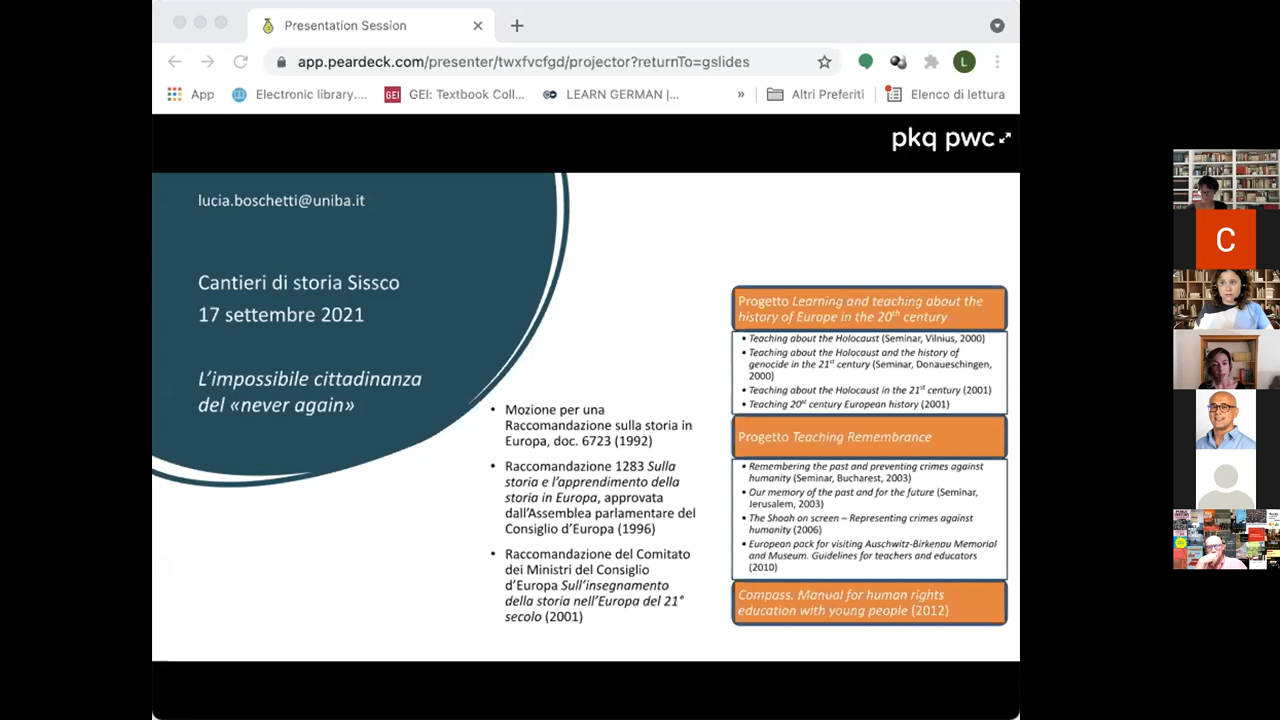 Presentation Session
app.peardeck.com/presenter/twxfvcfgd/projector?returnTo=gslides
L
App
Electronic library....
GEI
GEI: Textbook Coll...
LEARN GERMAN |...
»
Altri Preferiti
Elenco di lettura
pkq pwc
lucia.boschetti@uniba.it
Cantieri di storia Sissco
17 settembre 2021
L'impossibile cittadinanza
del «never again»
• Mozione per una
Raccomandazione sulla storia in
Europa, doc. 6723 (1992)
• Raccomandazione 1283 Sulla
storia e l'apprendimento della
storia in Europa, approvata
dall'Assemblea parlamentare del
Consiglio d'Europa (1996)
• Raccomandazione del Comitato
dei Ministri del Consiglio
d'Europa Sull'insegnamento
della storia nell'Europa del 21°
secolo (2001)
Progetto Learning and teaching about the
history of Europe in the 20th century
• Teaching about the Holocaust (Seminar, Vilnius, 2000)
• Teaching about the Holocaust and the history of
genocide in the 21st century (Seminar, Donaueschingen,
2000)
• Teaching about the Holocaust in the 21st century (2001)
• Teaching 20st century European history (2001)
Progetto Teaching Remembrance
• Remembering the past and preventing crimes against
humanity (Seminar, Bucharest, 2003)
• Our memory of the past and for the future (Seminar,
Jerusalem, 2003)
• The Shoah on screen – Representing crimes against
humanity (2006)
• European pack for visiting Auschwitz-Birkenau Memorial
and Museum. Guidelines for teachers and educators
(2010)
Compass. Manual for human rights
education with young people (2012)
C